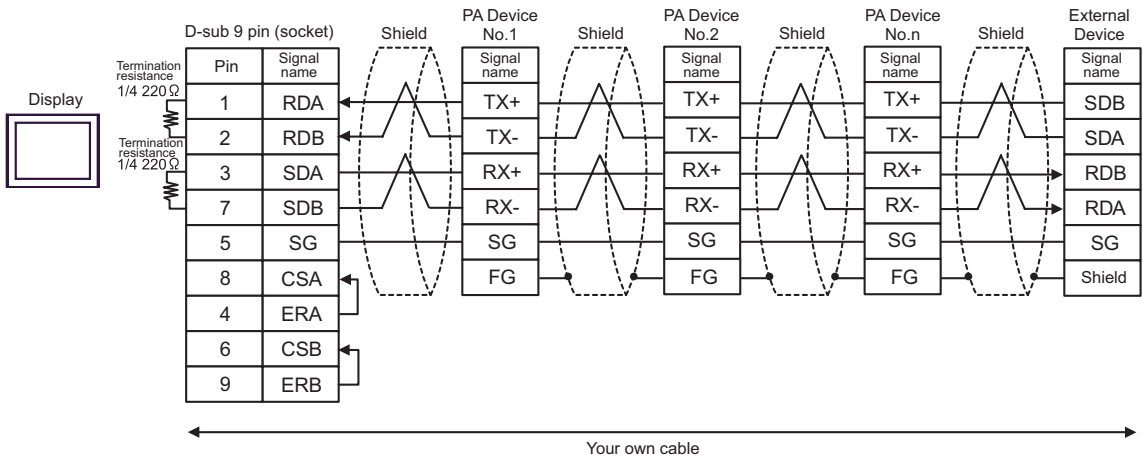 PA Device No.1
PA Device No.2
PA Device No.n
External Device
D-sub 9 pin (socket)
Shield
Shield
Shield
Shield
Display
Termination resistance
1/4 220Ω
Termination resistance
1/4 220Ω
Pin Signal name Signal name Signal name Signal name Signal name
1 RDA TX+ TX+ TX+ SDB
2 RDB TX- TX- TX- SDA
3 SDA RX+ RX+ RX+ RDB
7 SDB RX- RX- RX- RDA
5 SG SG SG SG SG
8 CSA FG FG FG Shield
4 ERA
6 CSB
9 ERB
Your own cable